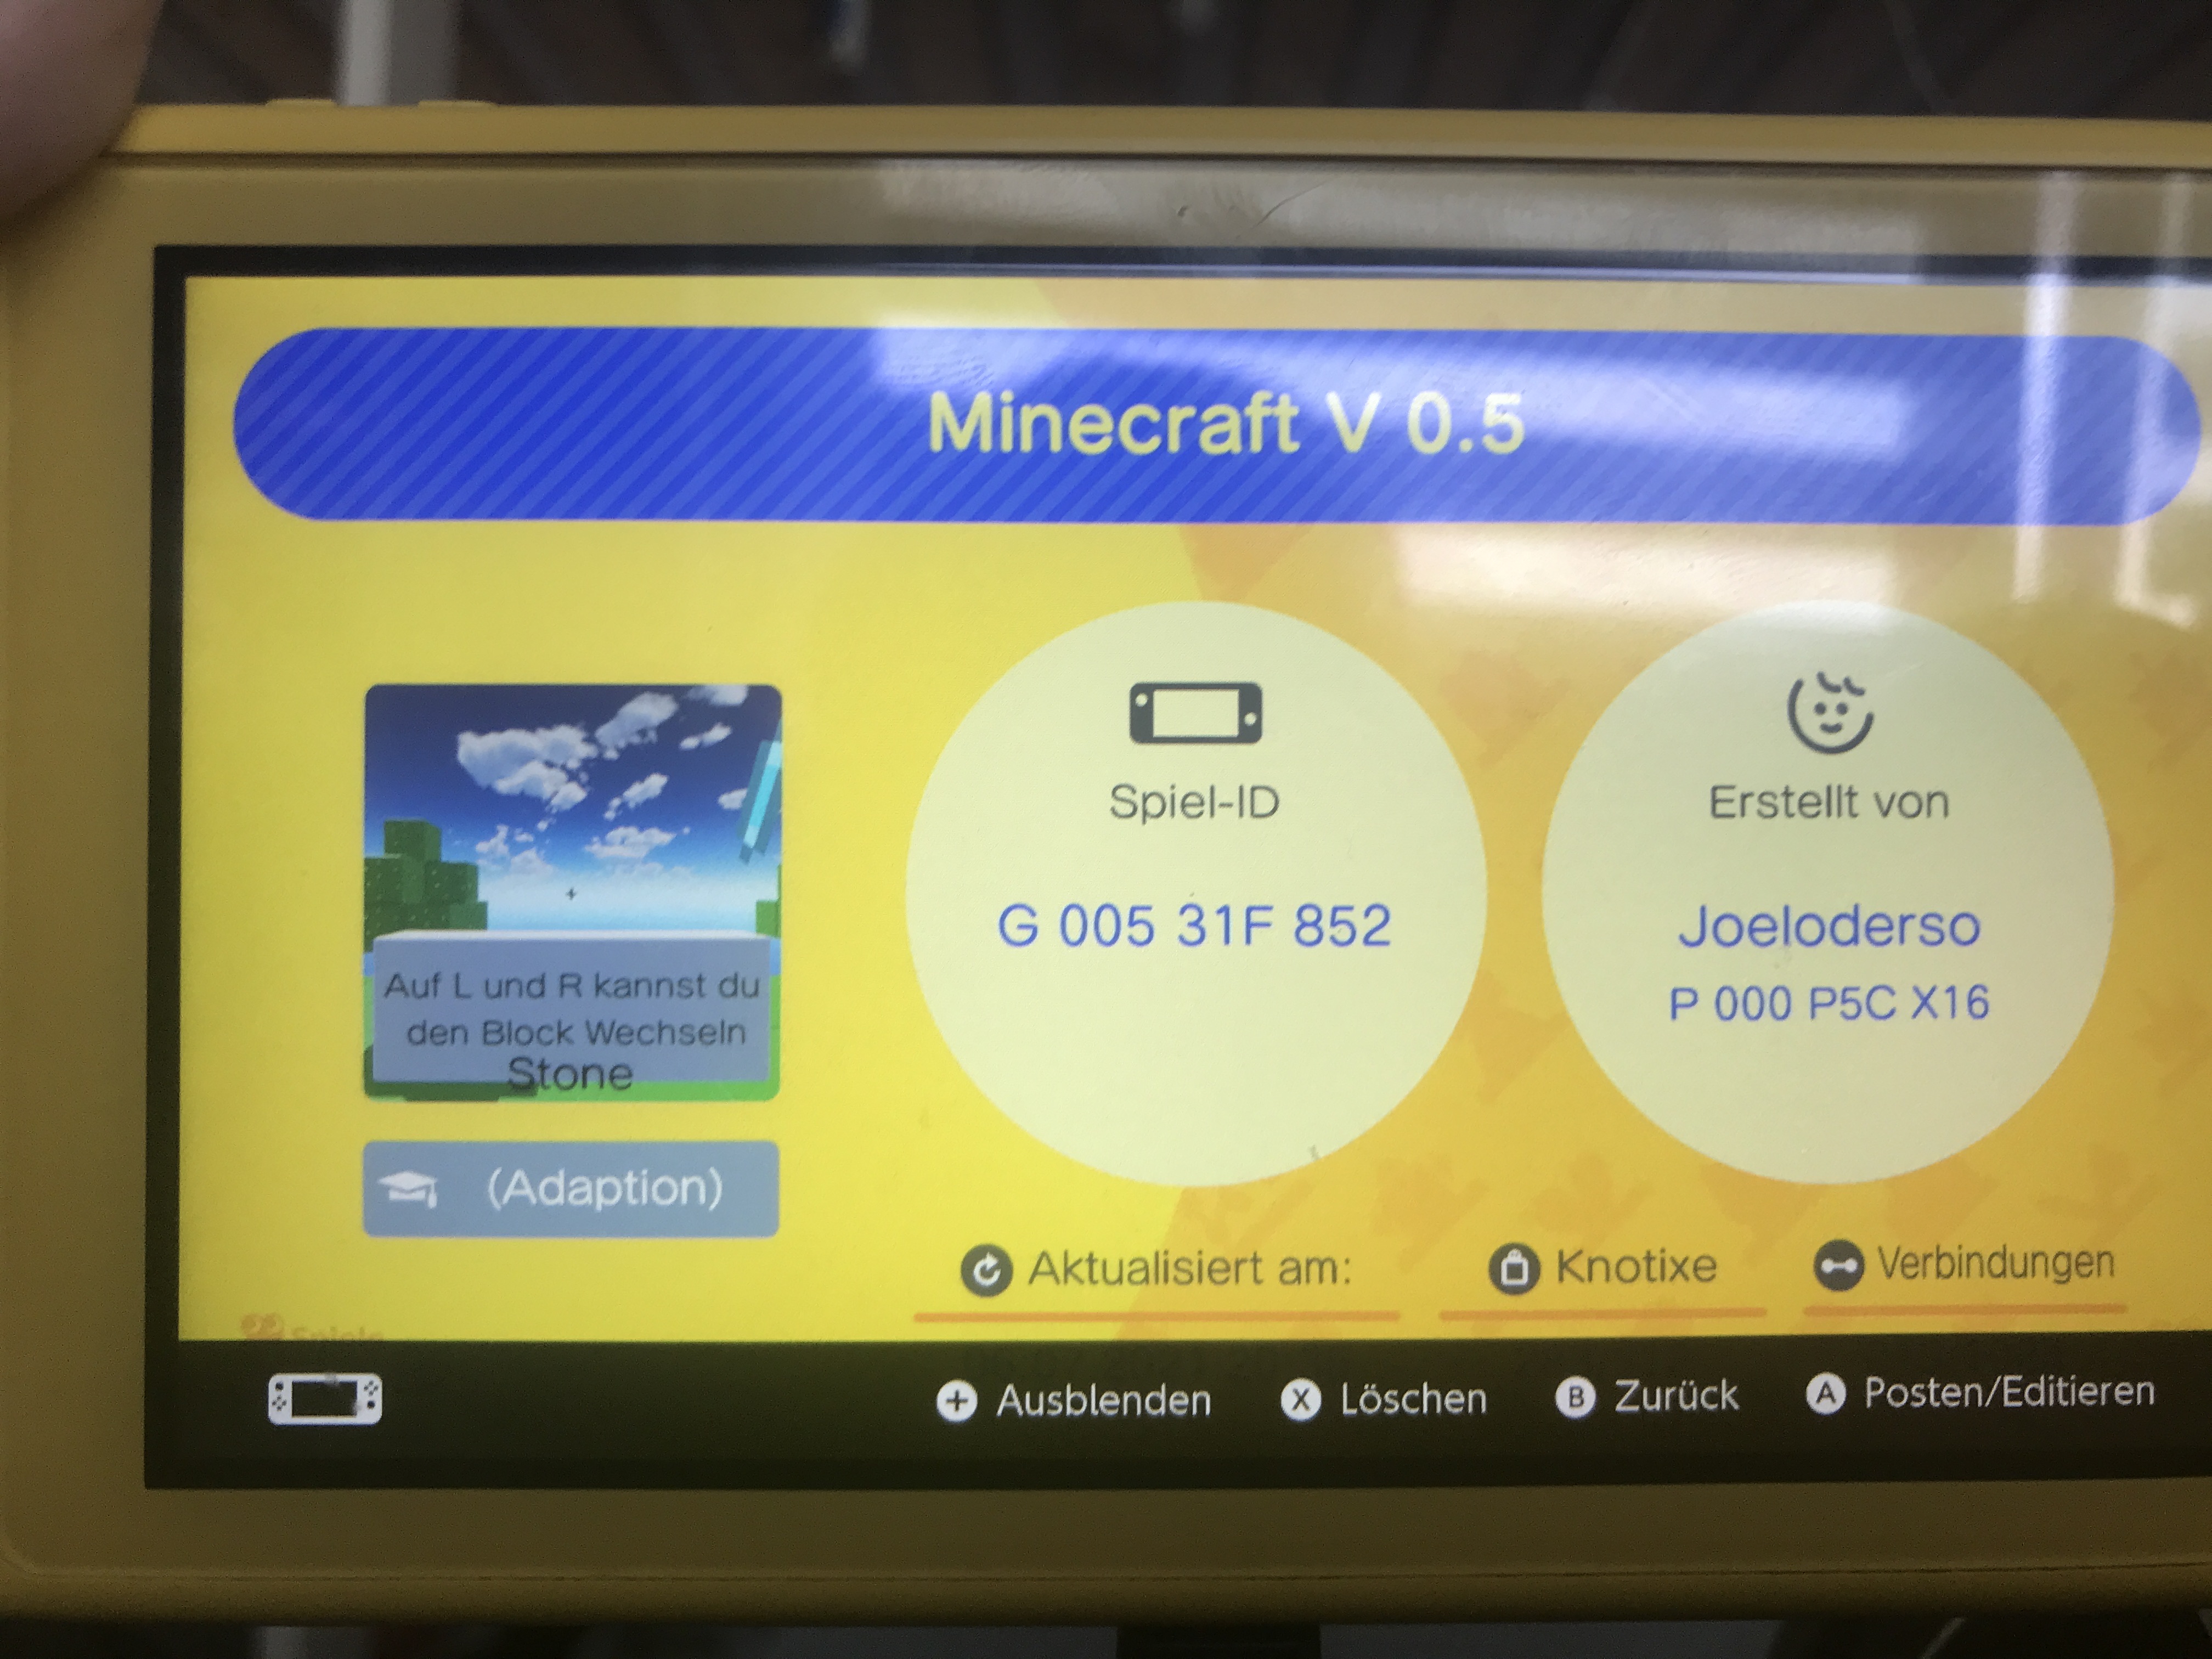 Minecraft V 0.5
Auf L und R kannst du
den Block Wechseln
Stone
(Adaption)
Spiel-ID
G 005 31F 852
Erstellt von
Joeloderso
P 000 P5C X16
Aktualisiert am:
Knotixe
Verbindungen
Spiele
+ Ausblenden
X Löschen
B Zurück
A Posten/Editieren